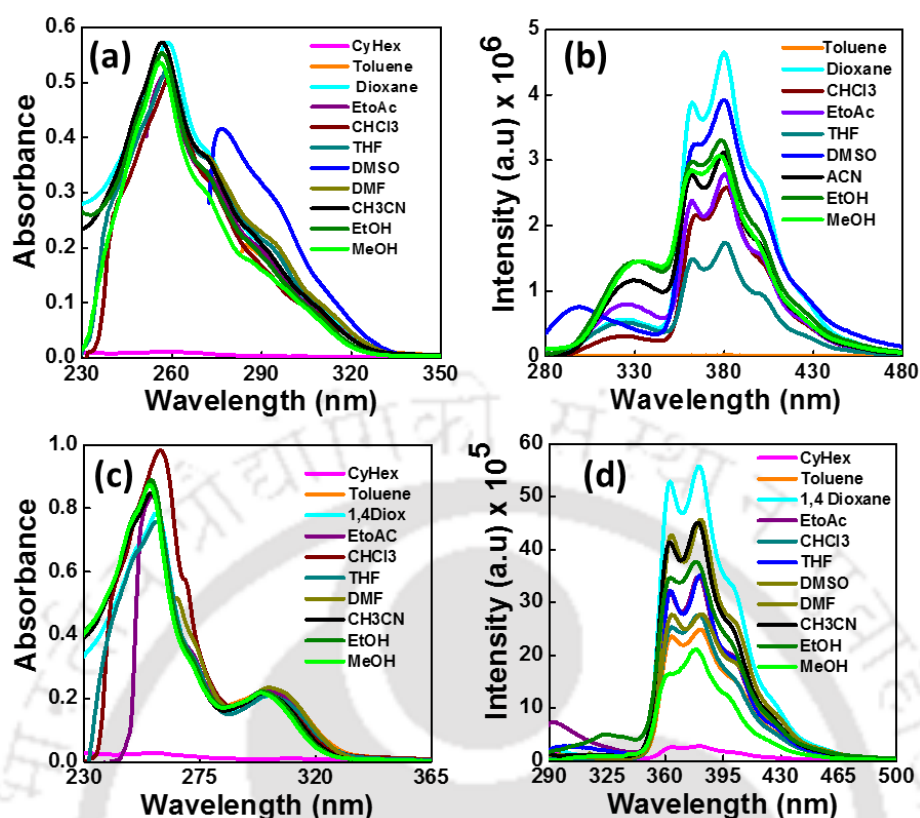 (a)
CyHex
Toluene
Dioxane
EtoAc
CHCl3
THF
DMSO
DMF
CH3CN
EtOH
MeOH
0.6
0.5
0.4
0.3
0.2
0.1
0.0
Absorbance
230 260 290 320 350
Wavelength (nm)
(b)
Toluene
Dioxane
CHCl3
EtoAc
THF
DMSO
ACN
EtOH
MeOH
5
4
3
2
1
0
Intensity (a.u) x 10⁶
280 330 380 430 480
Wavelength (nm)
(c)
CyHex
Toluene
1,4Diox
EtoAC
CHCl3
THF
DMF
CH3CN
EtOH
MeOH
1.0
0.8
0.6
0.4
0.2
0.0
Absorbance
230 275 320 365
Wavelength (nm)
(d)
CyHex
Toluene
1,4 Dioxane
EtoAc
CHCl3
THF
DMSO
DMF
CH3CN
EtOH
MeOH
60
50
40
30
20
10
0
Intensity (a.u) x 10⁵
290 325 360 395 430 465 500
Wavelength (nm)